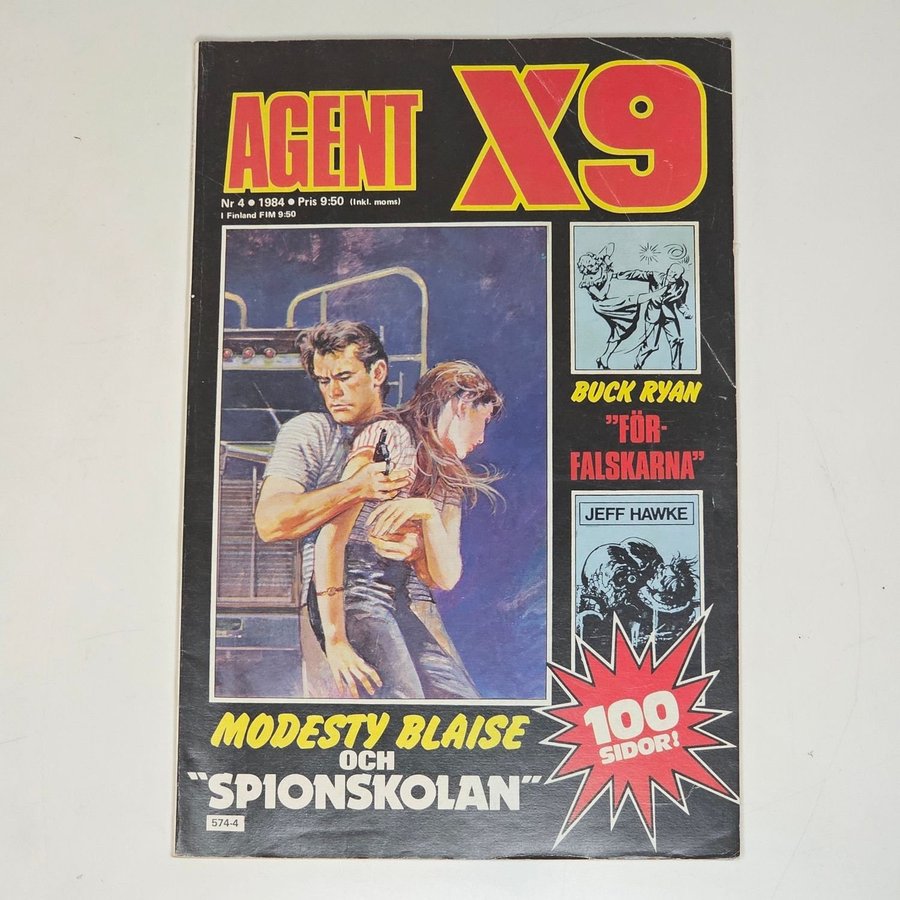 AGENT X9
Nr 4 • 1984 • Pris 9:50 (Inkl. moms)
I Finland FIM 9:50
BUCK RYAN
"FÖR-
FALSKARNA"
JEFF HAWKE
100
SIDOR!
MODESTY BLAISE
OCH
"SPIONSKOLAN"
574-4